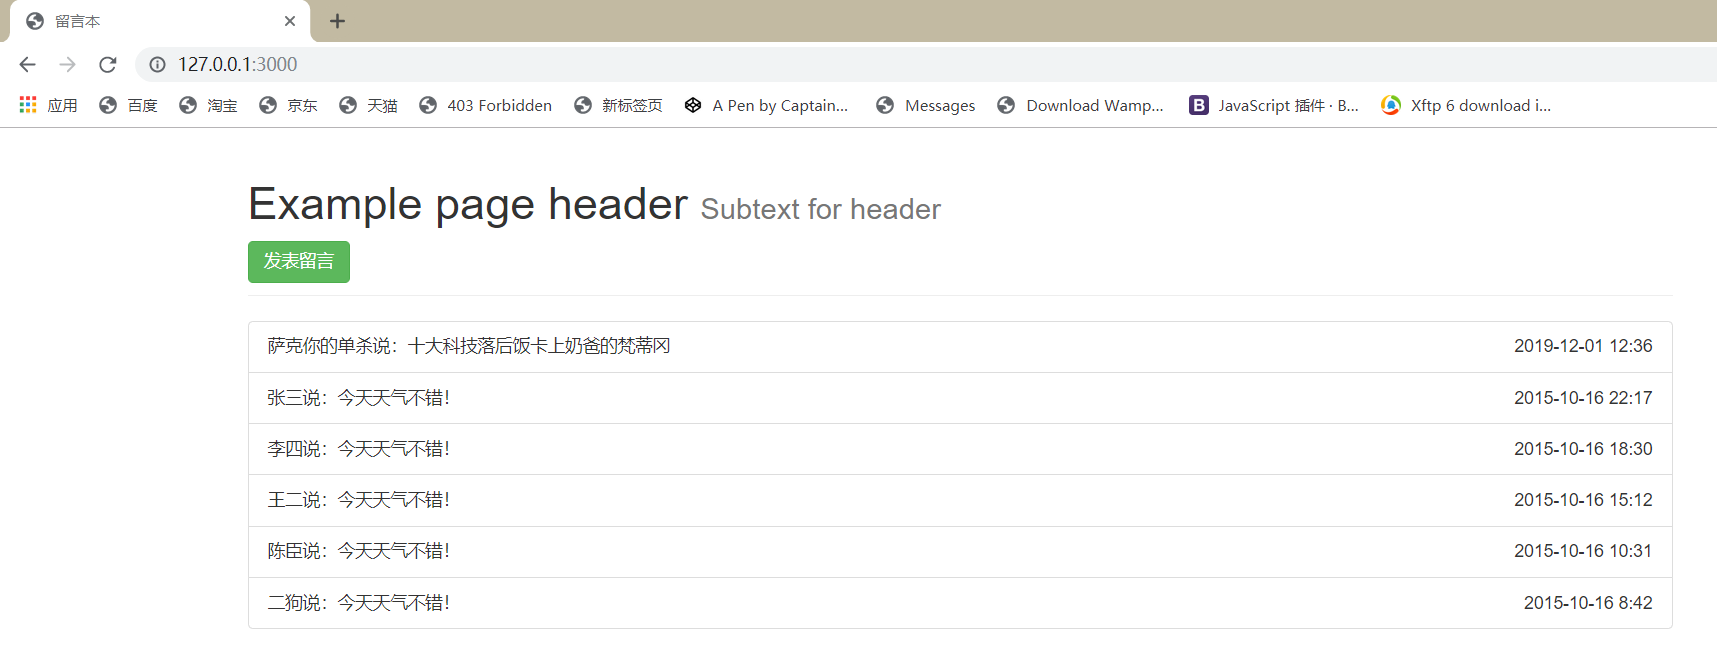 留言本
127.0.0.1:3000
应用 百度 淘宝 京东 天猫 403 Forbidden 新标签页 A Pen by Captain... Messages Download Wamp... JavaScript 插件 · B... Xftp 6 download i...
Example page header Subtext for header
发表留言
萨克你的单杀说：十大科技落后饭卡上奶爸的梵蒂冈 2019-12-01 12:36
张三说：今天天气不错！ 2015-10-16 22:17
李四说：今天天气不错！ 2015-10-16 18:30
王二说：今天天气不错！ 2015-10-16 15:12
陈臣说：今天天气不错！ 2015-10-16 10:31
二狗说：今天天气不错！ 2015-10-16 8:42